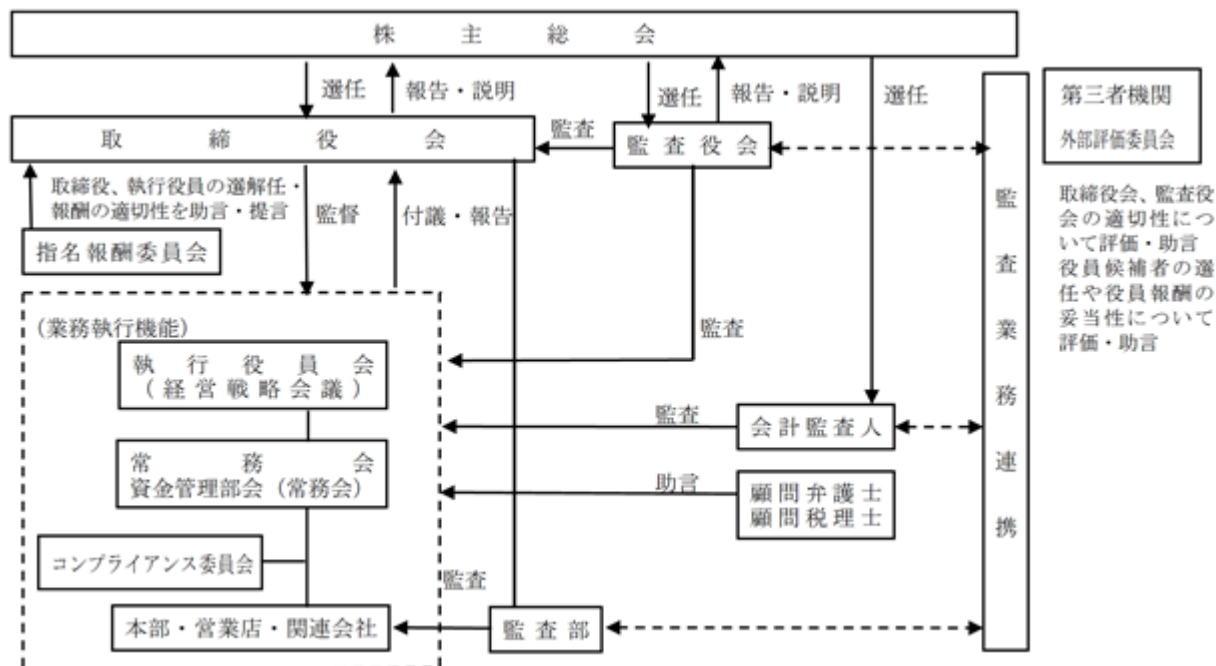 株主総会
選任
報告・説明
選任
報告・説明
選任
第三者機関
外部評価委員会
取締役会
監査
監査役会
取締役、執行役員の選解任・
報酬の適切性を助言・提言
監督
付議・報告
指名報酬委員会
取締役会、監査役
会の適切性につ
いて評価・助言
役員候補者の選
任や役員報酬の
妥当性について
評価・助言
監査業務連携
(業務執行機能)
監査
執行役員会
(経営戦略会議)
監査
会計監査人
常務会
資金管理部会(常務会)
助言
顧問弁護士
顧問税理士
コンプライアンス委員会
監査
本部・営業店・関連会社
監査部